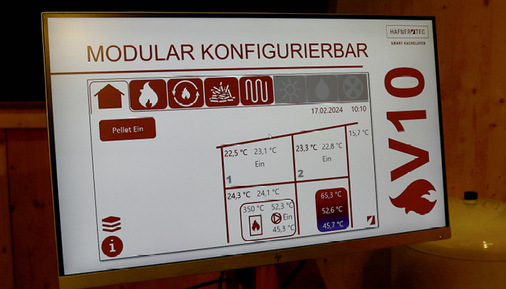 HAFNERTEC
SMART KACHELOFEN
MODULAR KONFIGURIERBAR
17.02.2024 10:10
Pellet Ein
15,7 °C
22,5 °C 23,1 °C
Ein
1
23,3 °C 22,8 °C
Ein
2
24,3 °C 24,1 °C
350 °C 52,3 °C
Ein
45,3 °C
65,3 °C
52,6 °C
45,7 °C
i
V10
hp